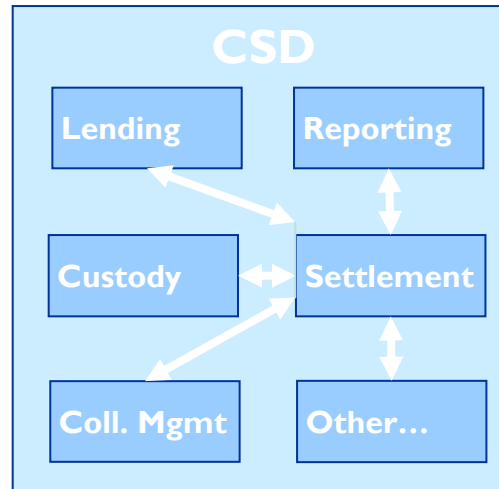 CSD
Lending
Reporting
Custody
Settlement
Coll. Mgmt
Other…